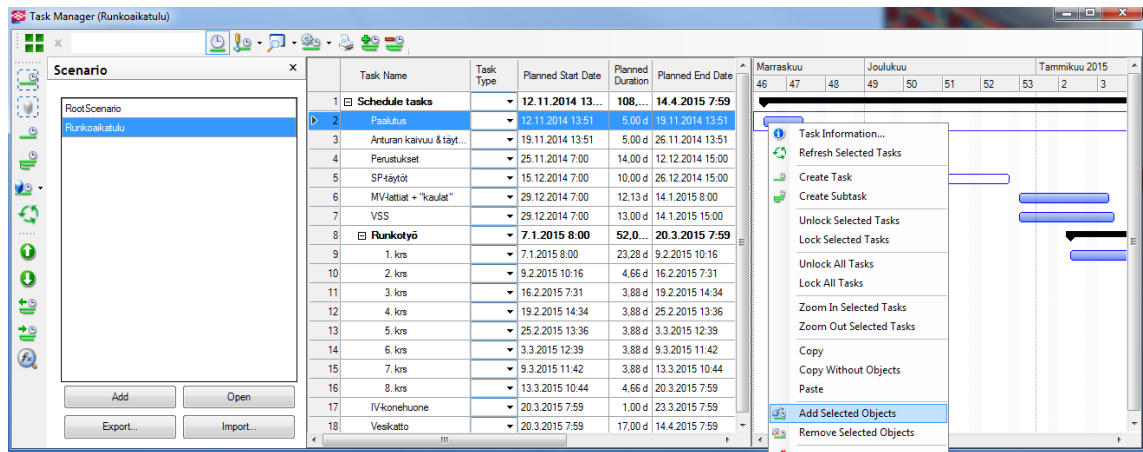 Task Manager (Runkoaikatulu)
Scenario
RootScenario
Runkoaikatulu
Add Open
Export... Import...
Task Name Task Type Planned Start Date Planned Duration Planned End Date
1 Schedule tasks 12.11.2014 13... 108,... 14.4.2015 7:59
2 Paalutus 12.11.2014 13:51 5,00 d 19.11.2014 13:51
3 Anturan kaivuu & täyt... 19.11.2014 13:51 5,00 d 26.11.2014 13:51
4 Perustukset 25.11.2014 7:00 14,00 d 12.12.2014 15:00
5 SP-täytöt 15.12.2014 7:00 10,00 d 26.12.2014 15:00
6 MV-lattiat + "kaulat" 29.12.2014 7:00 12,13 d 14.1.2015 8:00
7 VSS 29.12.2014 7:00 13,00 d 14.1.2015 15:00
8 Runkotyö 7.1.2015 8:00 52,0... 20.3.2015 7:59
9 1. krs 7.1.2015 8:00 23,28 d 9.2.2015 10:16
10 2. krs 9.2.2015 10:16 4,66 d 16.2.2015 7:31
11 3. krs 16.2.2015 7:31 3,88 d 19.2.2015 14:34
12 4. krs 19.2.2015 14:34 3,88 d 25.2.2015 13:36
13 5. krs 25.2.2015 13:36 3,88 d 3.3.2015 12:39
14 6. krs 3.3.2015 12:39 3,88 d 9.3.2015 11:42
15 7. krs 9.3.2015 11:42 3,88 d 13.3.2015 10:44
16 8. krs 13.3.2015 10:44 4,66 d 20.3.2015 7:59
17 IV-konehuone 20.3.2015 7:59 1,00 d 23.3.2015 7:59
18 Vesikatto 20.3.2015 7:59 17,00 d 14.4.2015 7:59
Marraskuu Joulukuu Tammikuu 2015
46 47 48 49 50 51 52 53 2 3
Task Information...
Refresh Selected Tasks
Create Task
Create Subtask
Unlock Selected Tasks
Lock Selected Tasks
Unlock All Tasks
Lock All Tasks
Zoom In Selected Tasks
Zoom Out Selected Tasks
Copy
Copy Without Objects
Paste
Add Selected Objects
Remove Selected Objects